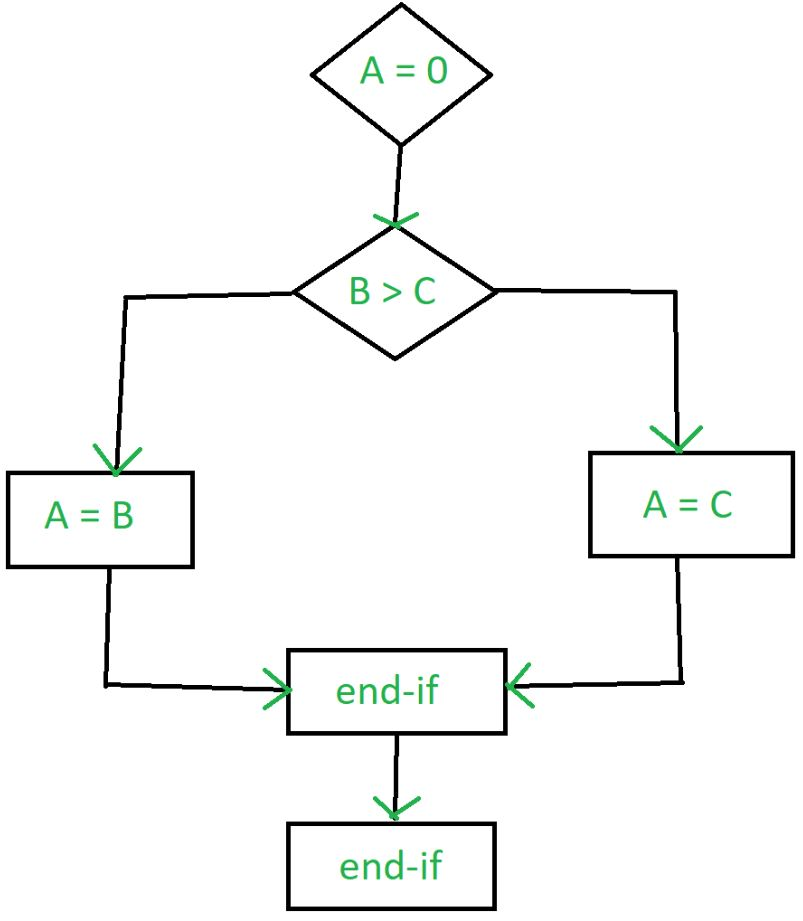 A = 0
B > C
A = B
A = C
end-if
end-if